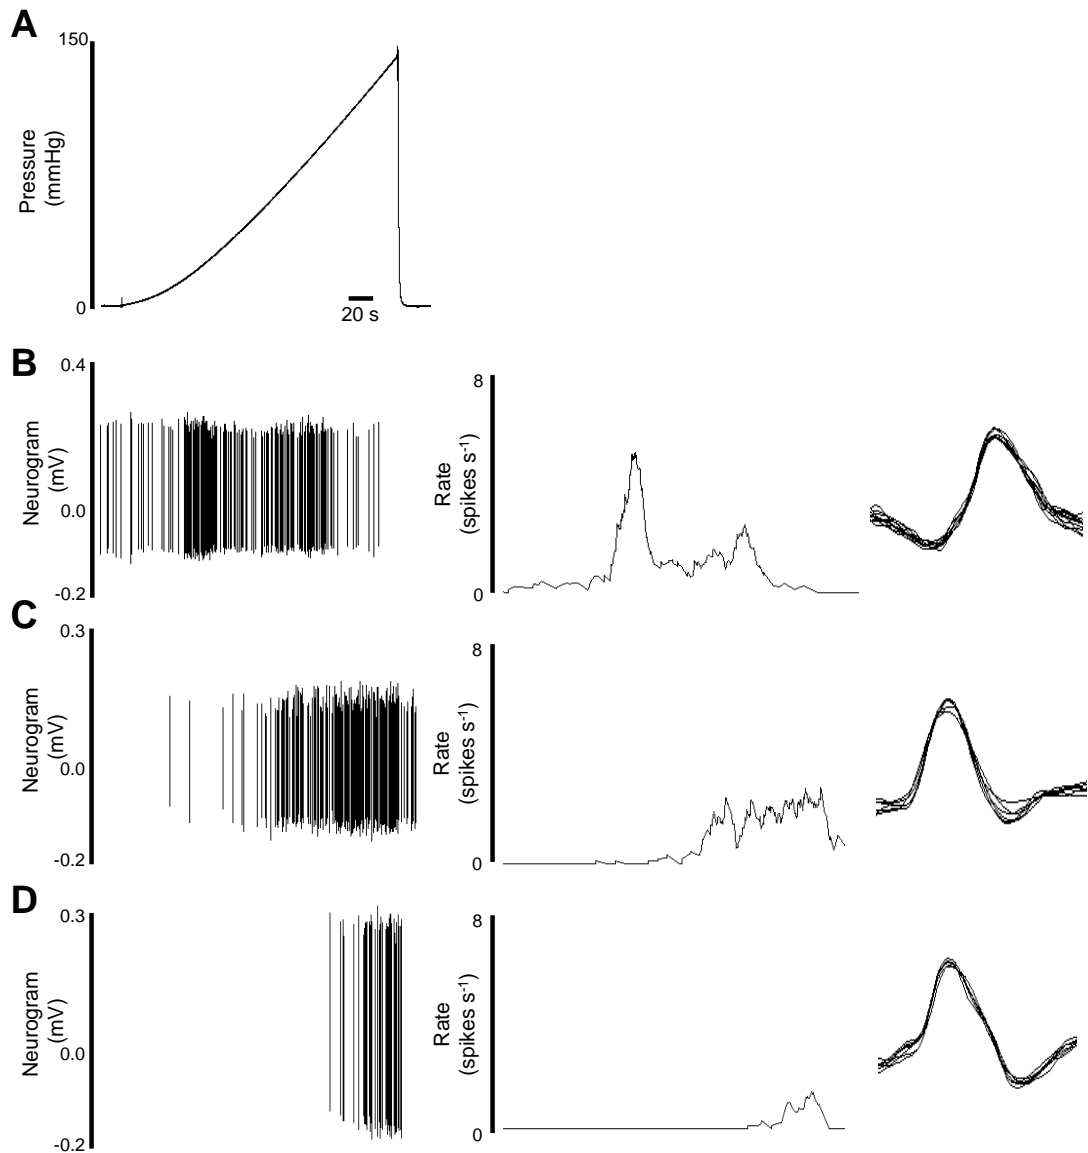 A
150
Pressure
(mmHg)
0
20 s
B
0.4
Neurogram
(mV)
0.0
-0.2
8
Rate
(spikes s-1)
0
C
0.3
Neurogram
(mV)
0.0
-0.2
8
Rate
(spikes s-1)
0
D
0.3
Neurogram
(mV)
0.0
-0.2
8
Rate
(spikes s-1)
0